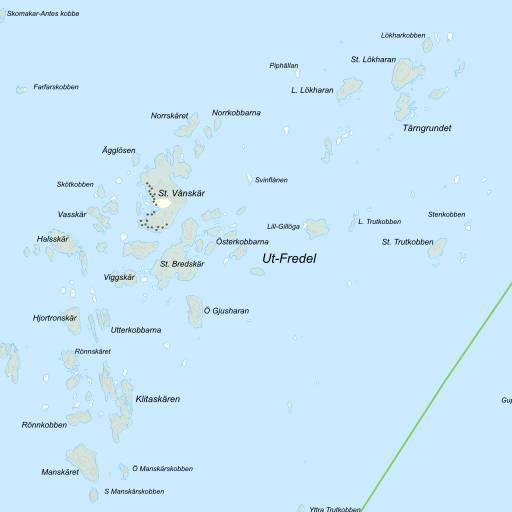 Skomakar-Antes kobbe
Lökharkobben
St. Lökharan
Piphällan
Farfarskobben
L. Lökharan
Norrskäret
Norrkobbarna
Tärngrundet
Ägglösen
Svinflänen
Skötkobben
St. Vånskär
Vasskär
Stenkobben
L. Trutkobben
Lill-Gillöga
Halsskär
Österkobbarna
St. Trutkobben
Ut-Fredel
St. Bredskär
Viggskär
Ö Gjusharan
Hjortronskär
Utterkobbarna
Rönnskäret
Klitaskären
Gup
Rönnkobben
Manskäret
Ö Manskärskobben
S Manskärskobben
Yttra Trutkobben